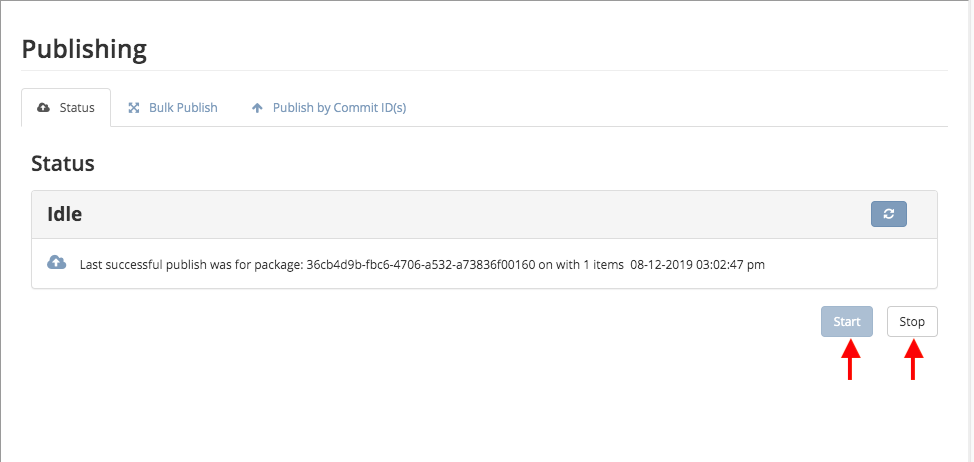 Publishing
Status Bulk Publish Publish by Commit ID(s)
Status
Idle
Last successful publish was for package: 36cb4d9b-fbc6-4706-a532-a73836f00160 on with 1 items 08-12-2019 03:02:47 pm
Start Stop